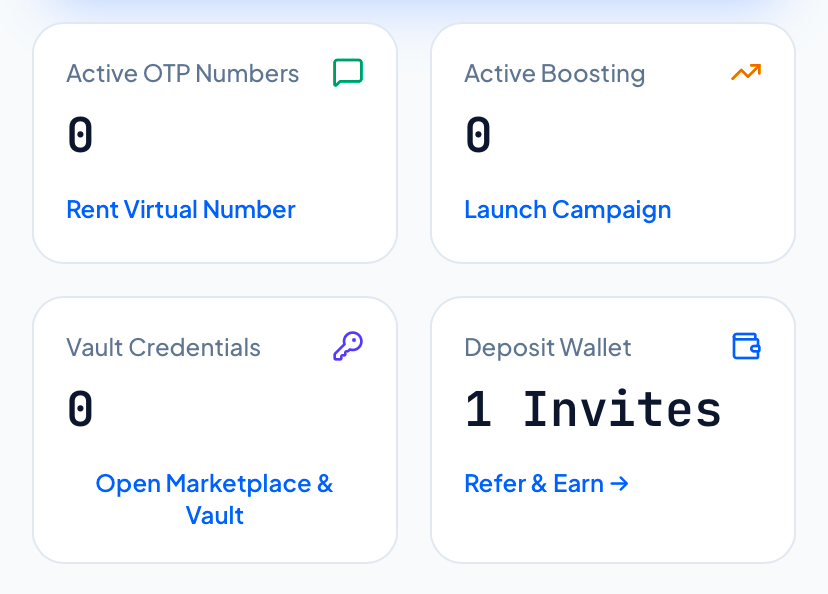 Active OTP Numbers
0
Rent Virtual Number
Active Boosting
0
Launch Campaign
Vault Credentials
0
Open Marketplace &
Vault
Deposit Wallet
1 Invites
Refer & Earn →